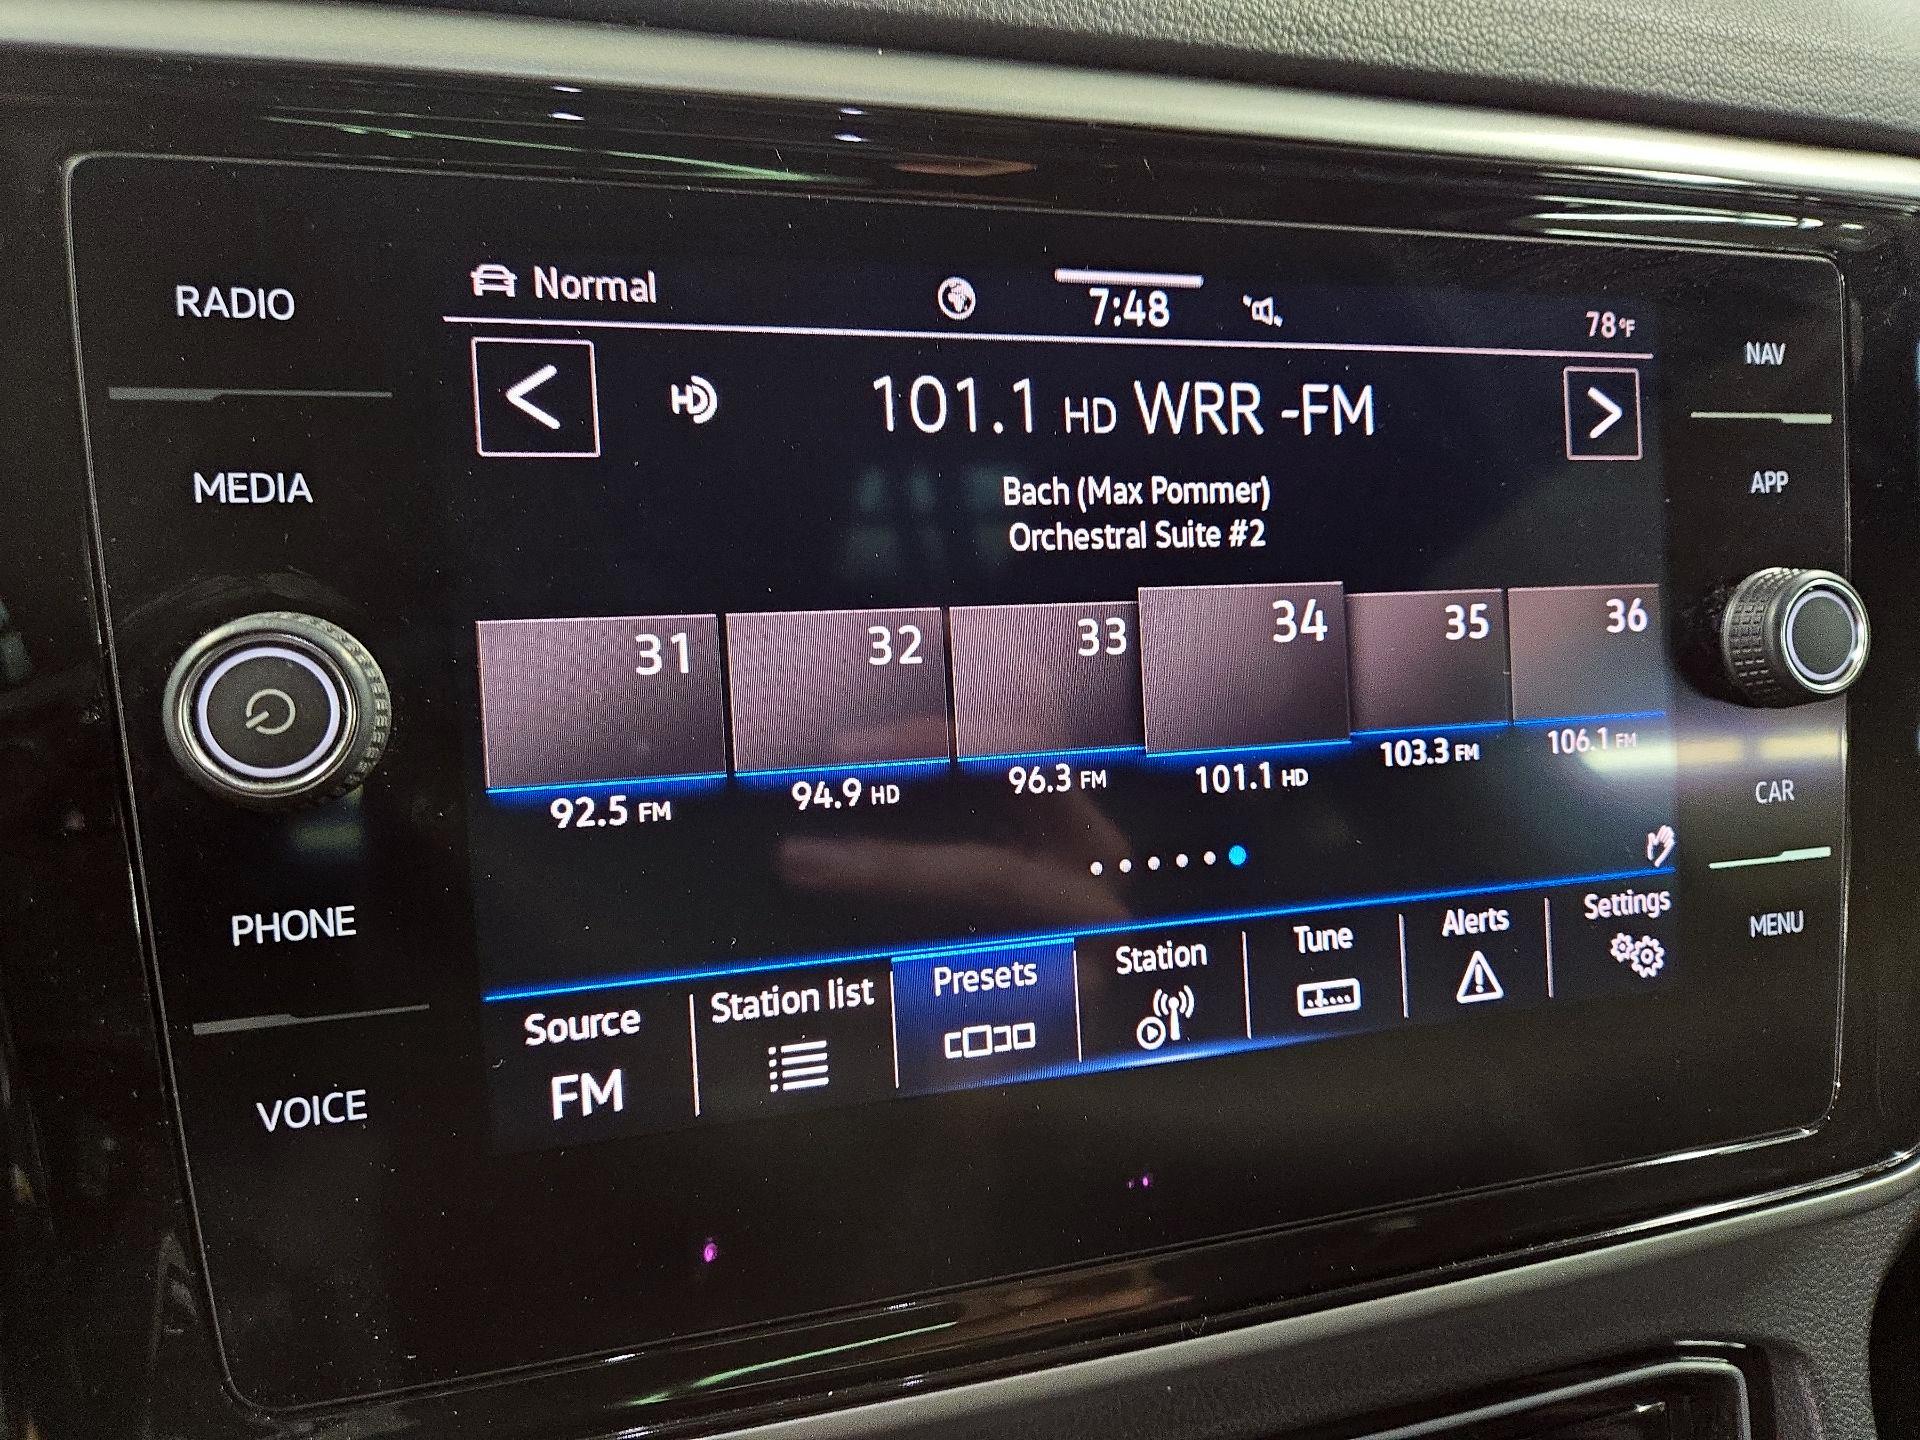 RADIO
MEDIA
PHONE
VOICE
Normal
7:48
78°F
HD
101.1 HD WRR -FM
Bach (Max Pommer)
Orchestral Suite #2
31 32 33 34 35 36
92.5 FM 94.9 HD 96.3 FM 101.1 HD 103.3 FM 106.1 FM
Source Station list Presets Station Tune Alerts Settings
FM
NAV
APP
CAR
MENU